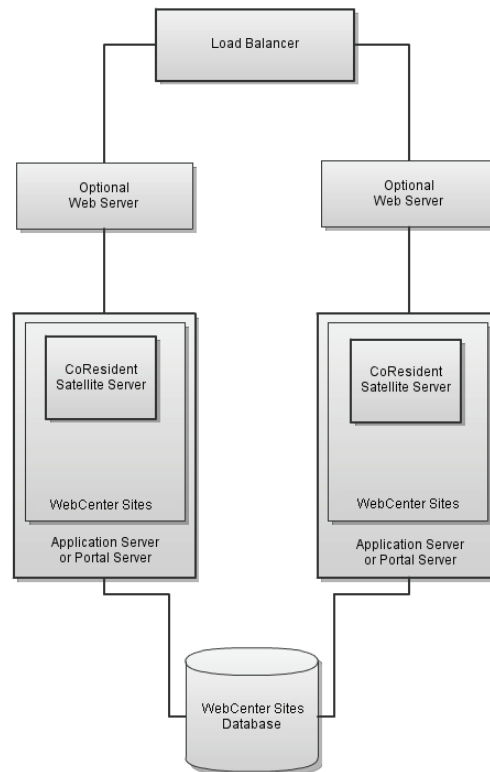 Load Balancer
Optional
Web Server
Optional
Web Server
CoResident
Satellite Server
WebCenter Sites
Application Server
or Portal Server
CoResident
Satellite Server
WebCenter Sites
Application Server
or Portal Server
WebCenter Sites
Database